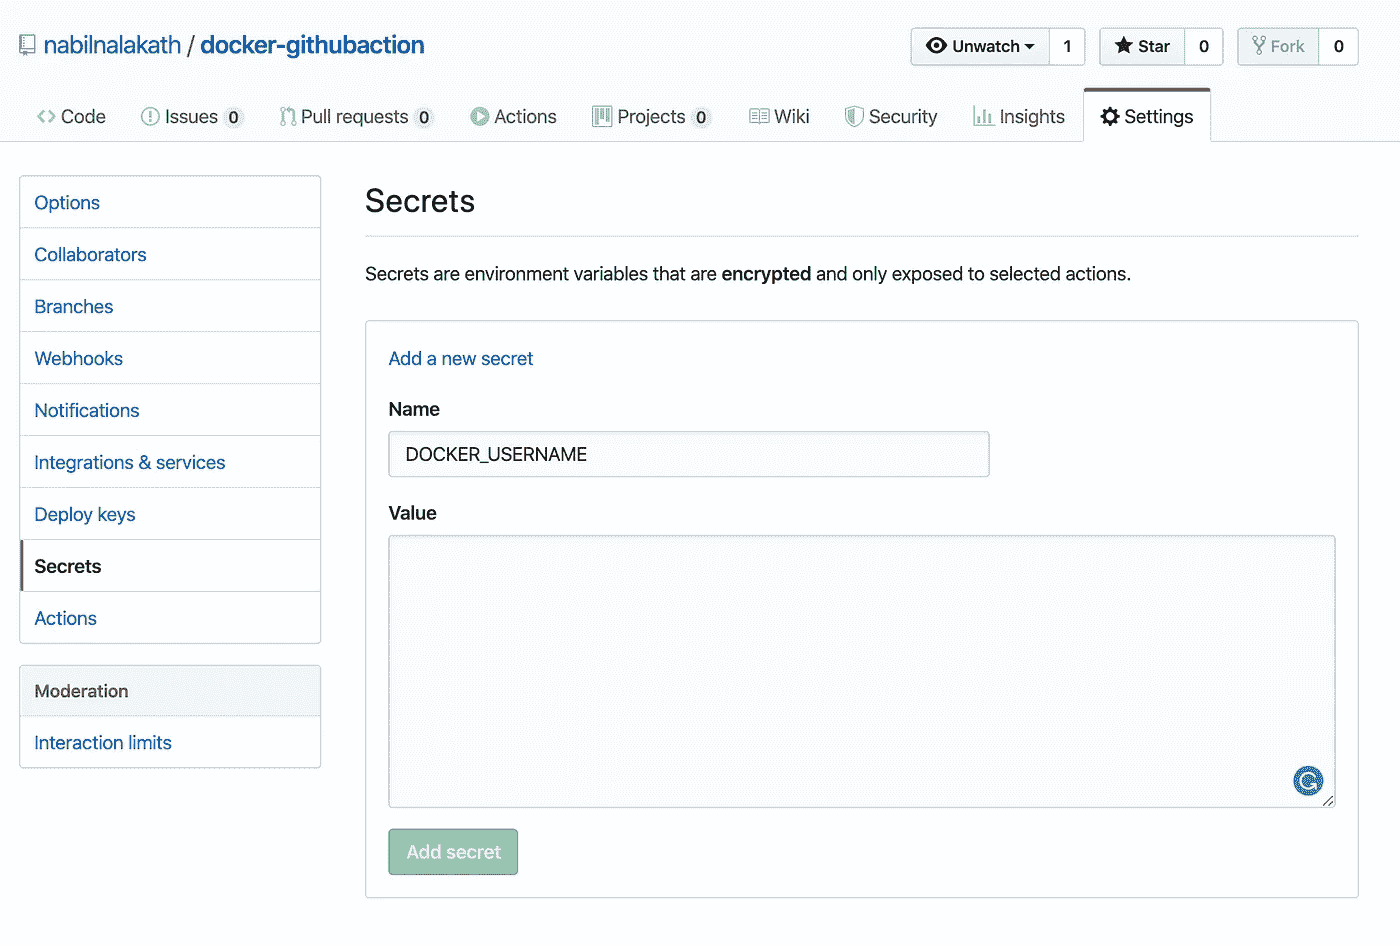 nabilnalakath / docker-githubaction
Unwatch 1 Star 0 Fork 0
Code Issues 0 Pull requests 0 Actions Projects 0 Wiki Security Insights Settings
Options
Collaborators
Branches
Webhooks
Notifications
Integrations & services
Deploy keys
Secrets
Actions
Moderation
Interaction limits
Secrets
Secrets are environment variables that are encrypted and only exposed to selected actions.
Add a new secret
Name
DOCKER_USERNAME
Value
Add secret